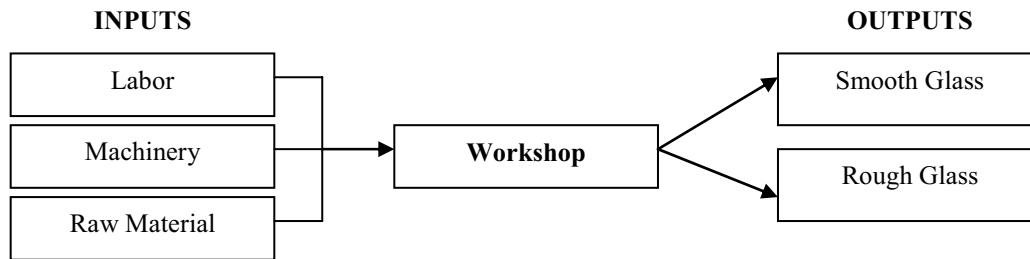 INPUTS
OUTPUTS
Labor
Machinery
Raw Material
Workshop
Smooth Glass
Rough Glass